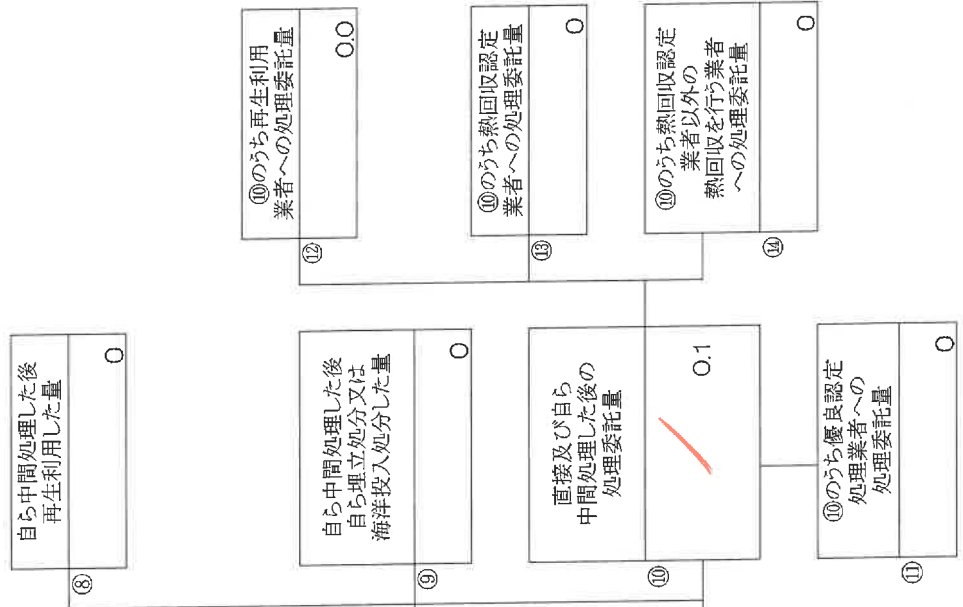 ⑧
自ら中間処理した後
再生利用した量
0
⑨
自ら中間処理した後
自ら埋立処分又は
海洋投入処分した量
0
⑩
直接及び自ら
中間処理した後の
処理委託量
0.1
⑪
⑩のうち優良認定
処理業者への
処理委託量
0
⑫
⑩のうち再生利用
業者への処理委託量
0.0
⑬
⑩のうち熱回収認定
業者への処理委託量
0
⑭
⑩のうち熱回収認定
業者以外の
熱回収を行う業者
への処理委託量
0